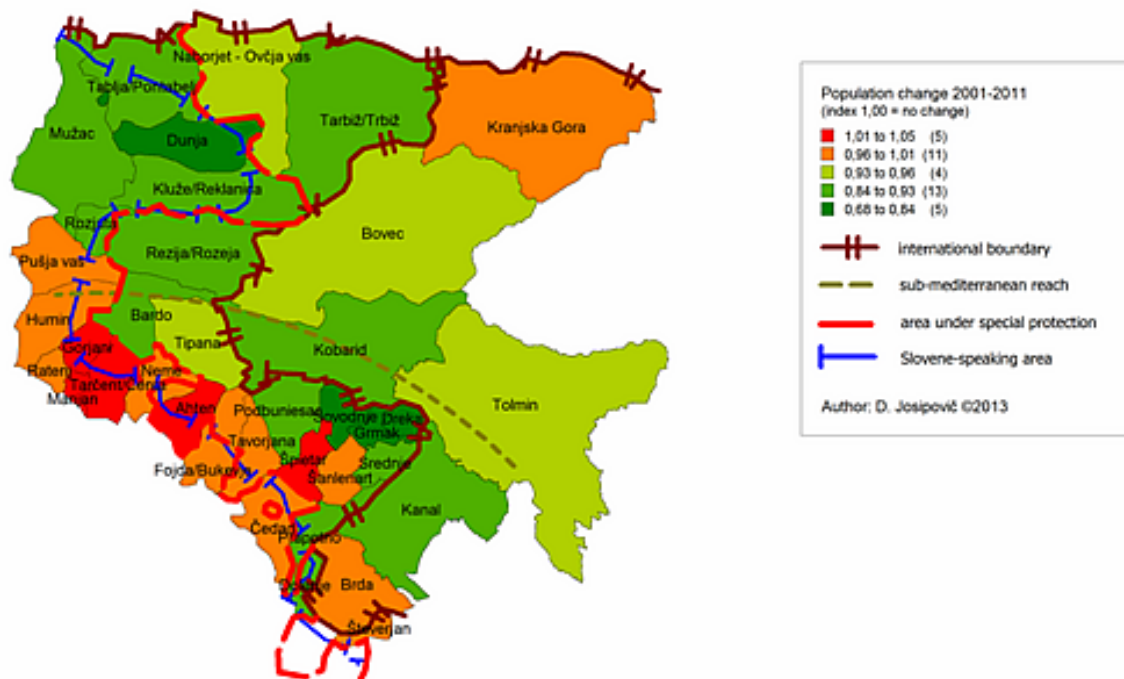 Naborjet - Ovčja vas
Tablja/Pontabelj
Tarbiž/Trbiž
Kranjska Gora
Mužac
Dunja
Kluže/Reklanica
Rozjuta
Rezija/Rozeja
Bovec
Pušja vas
Humin
Bardo
Tipana
Kobarid
Gorjani
Ratenj
Neme
Tarčent/Čenta
Manjan
Ahten
Podbuniesac
Sovodnje
Dreka
Grmak
Tolmin
Tavorjana
Špietar
Srednje
Šanlenart
Fojda/Bukevje
Kanal
Čedad
Prapotno
Dolenje
Brda
Števerjan
Population change 2001-2011
(index 1,00 = no change)
1,01 to 1,05 (5)
0,96 to 1,01 (11)
0,93 to 0,96 (4)
0,84 to 0,93 (13)
0,68 to 0,84 (5)
international boundary
sub-mediterranean reach
area under special protection
Slovene-speaking area
Author: D. Josipovič ©2013